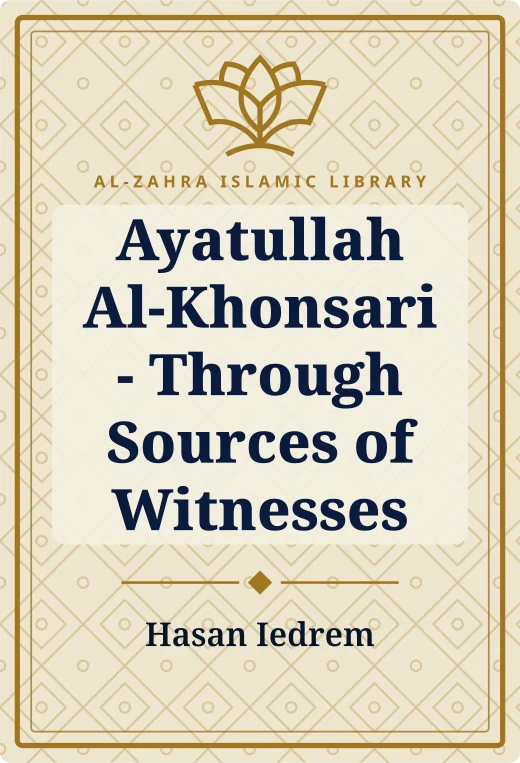 AL-ZAHRA ISLAMIC LIBRARY
Ayatullah
Al-Khonsari
- Through
Sources of
Witnesses
Hasan Iedrem